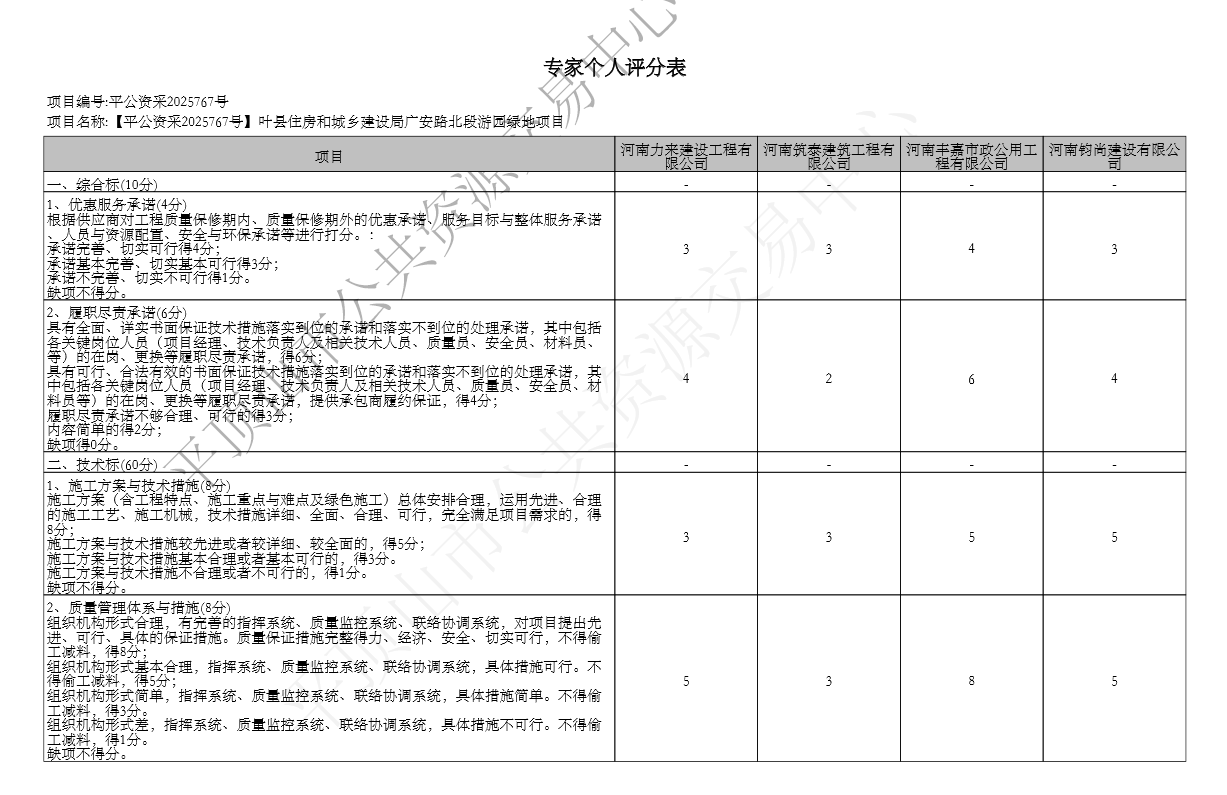 专家个人评分表
项目编号:平公资采2025767号
项目名称:【平公资采2025767号】叶县住房和城乡建设局广安路北段游园绿地项目
项目
河南力来建设工程有
限公司
河南筑泰建筑工程有
限公司
河南丰嘉市政公用工
程有限公司
河南钧尚建设有限公
司
一、综合标(10分)
-
-
-
-
1、优惠服务承诺(4分)
根据供应商对工程质量保修期内、质量保修期外的优惠承诺、服务目标与整体服务承诺
、人员与资源配置、安全与环保承诺等进行打分。:
承诺完善、切实可行得4分;
承诺基本完善、切实基本可行得3分;
承诺不完善、切实不可行得1分。
缺项不得分。
3
3
4
3
2、履职尽责承诺(6分)
具有全面、详实书面保证技术措施落实到位的承诺和落实不到位的处理承诺，其中包括
各关键岗位人员（项目经理、技术负责人及相关技术人员、质量员、安全员、材料员、
等）的在岗、更换等履职尽责承诺，得6分;
具有可行、合法有效的书面保证技术措施落实到位的承诺和落实不到位的处理承诺，其
中包括各关键岗位人员（项目经理、技术负责人及相关技术人员、质量员、安全员、材
料员等）的在岗、更换等履职尽责承诺，提供承包商履约保证，得4分;
履职尽责承诺不够合理、可行的得3分;
内容简单的得2分;
缺项得0分。
4
2
6
4
二、技术标(60分)
-
-
-
-
1、施工方案与技术措施(8分)
施工方案（含工程特点、施工重点与难点及绿色施工）总体安排合理，运用先进、合理
的施工工艺、施工机械，技术措施详细、全面、合理、可行，完全满足项目需求的，得
8分;
施工方案与技术措施较先进或者较详细、较全面的，得5分;
施工方案与技术措施基本合理或者基本可行的，得3分。
施工方案与技术措施不合理或者不可行的，得1分。
缺项不得分。
3
3
5
5
2、质量管理体系与措施(8分)
组织机构形式合理，有完善的指挥系统、质量监控系统、联络协调系统，对项目提出先
进、可行、具体的保证措施。质量保证措施完整得力、经济、安全、切实可行，不得偷
工减料，得8分;
组织机构形式基本合理，指挥系统、质量监控系统、联络协调系统，具体措施可行。不
得偷工减料，得5分;
组织机构形式简单，指挥系统、质量监控系统、联络协调系统，具体措施简单。不得偷
工减料，得3分。
组织机构形式差，指挥系统、质量监控系统、联络协调系统，具体措施不可行。不得偷
工减料，得1分。
缺项不得分。
5
3
8
5
平顶山市公共资源交易中心
平顶山市公共资源交易中心